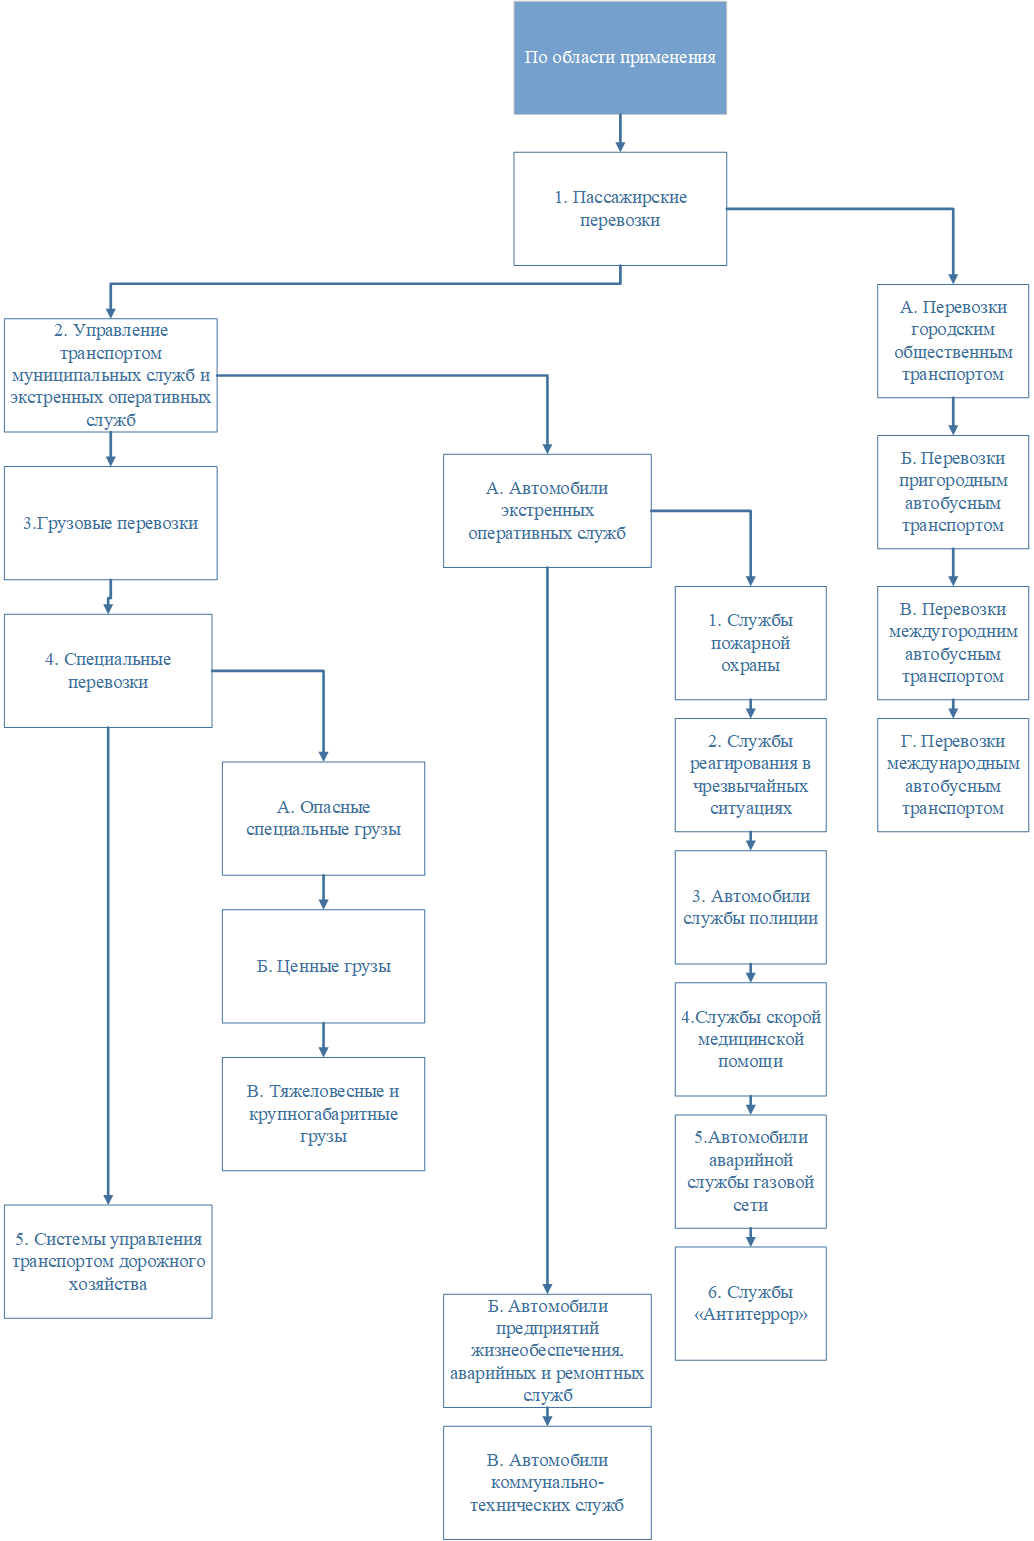 По области применения
1. Пассажирские
перевозки
2. Управление
транспортом
муниципальных служб и
экстренных оперативных
служб
3.Грузовые перевозки
4. Специальные
перевозки
А. Опасные
специальные грузы
Б. Ценные грузы
В. Тяжеловесные и
крупногабаритные
грузы
5. Системы управления
транспортом дорожного
хозяйства
А. Автомобили
экстренных
оперативных служб
1. Службы
пожарной
охраны
2. Службы
реагирования в
чрезвычайных
ситуациях
3. Автомобили
службы полиции
4.Службы скорой
медицинской
помощи
5.Автомобили
аварийной
службы газовой
сети
6. Службы
«Антитеррор»
Б. Автомобили
предприятий
жизнеобеспечения,
аварийных и ремонтных
служб
В. Автомобили
коммунально-
технических служб
А. Перевозки
городским
общественным
транспортом
Б. Перевозки
пригородным
автобусным
транспортом
В. Перевозки
междугородним
автобусным
транспортом
Г. Перевозки
международным
автобусным
транспортом